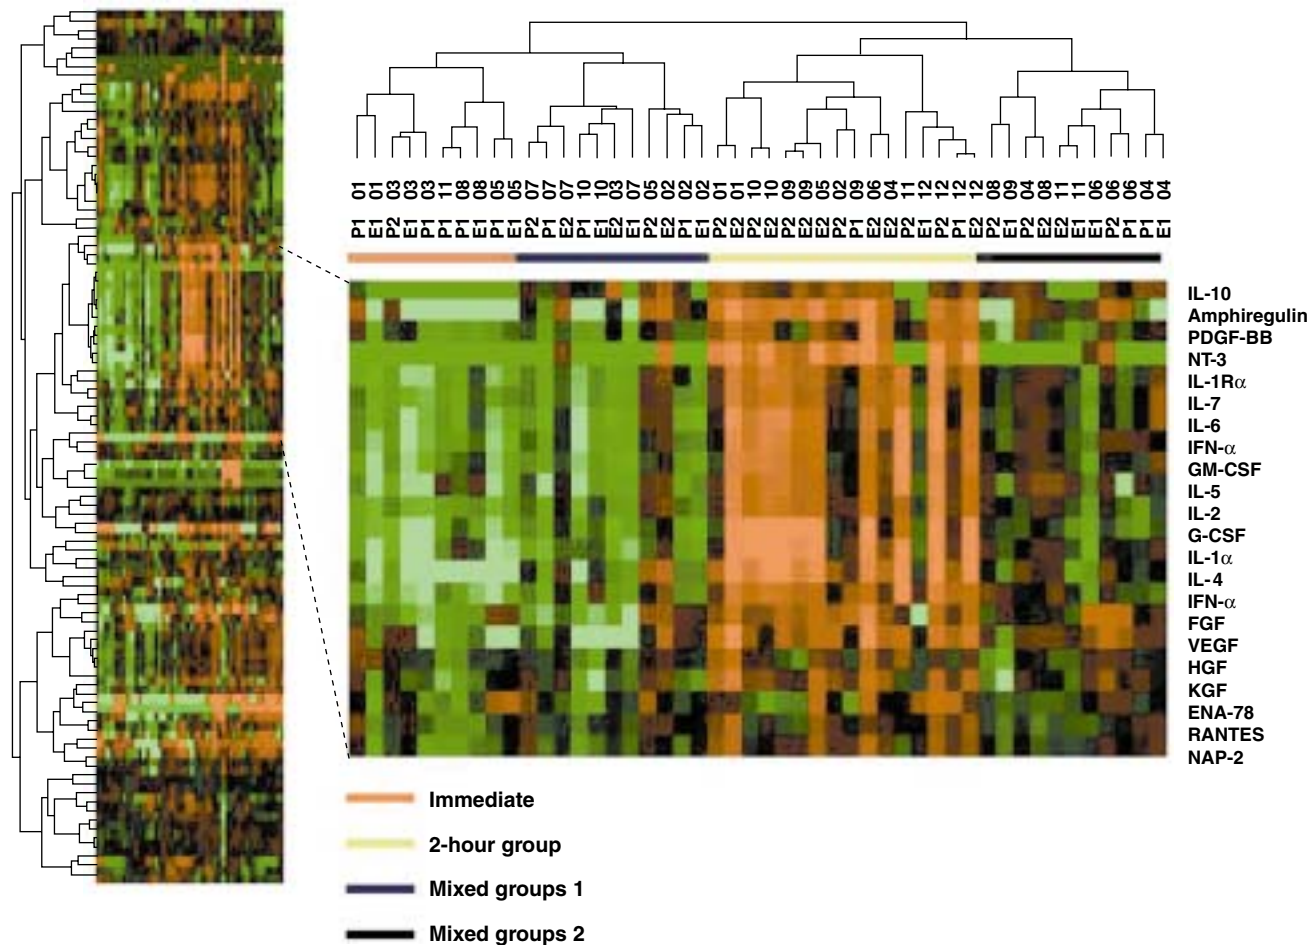 P1 01
E1 01
P2 03
E1 03
P1 03
P1 11
P1 08
E1 08
P1 05
E1 05
P2 07
P1 07
E2 07
P1 10
E1 10
E2 03
E1 07
P2 05
E2 02
P1 02
E1 02
P2 01
E2 01
P2 10
E2 10
P2 09
E2 09
E2 05
P2 02
P1 09
E2 06
E2 04
P2 11
E1 12
P2 12
P1 12
E2 12
P2 08
E1 09
P2 04
E2 08
E2 11
E1 11
E1 06
P2 06
P1 06
P1 04
E1 04
IL-10
Amphiregulin
PDGF-BB
NT-3
IL-1Rα
IL-7
IL-6
IFN-α
GM-CSF
IL-5
IL-2
G-CSF
IL-1α
IL-4
IFN-α
FGF
VEGF
HGF
KGF
ENA-78
RANTES
NAP-2
Immediate
2-hour group
Mixed groups 1
Mixed groups 2